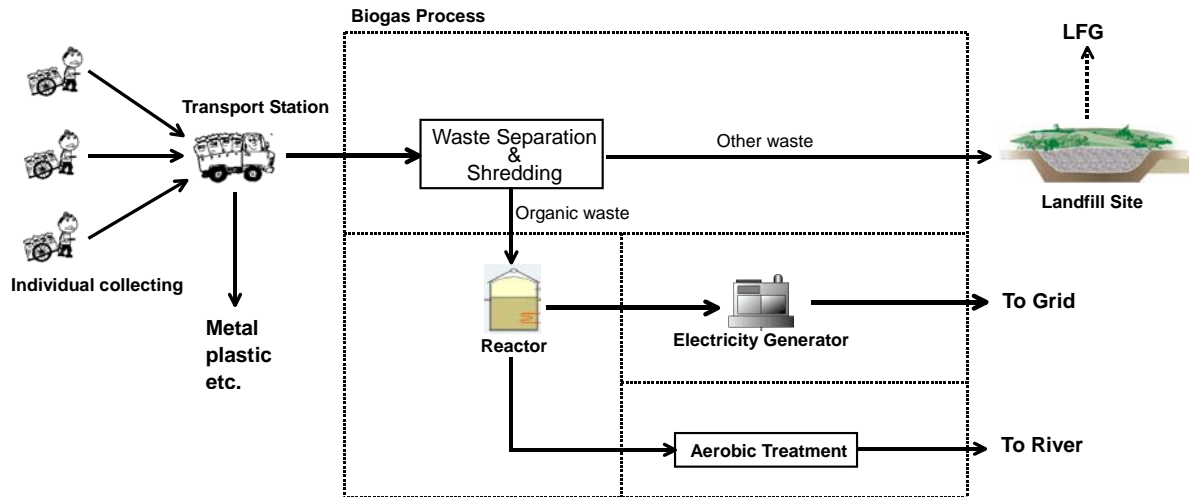 Biogas Process
LFG
Transport Station
Waste Separation
&
Shredding
Other waste
Landfill Site
Organic waste
Individual collecting
Metal
plastic
etc.
Reactor
Electricity Generator
To Grid
Aerobic Treatment
To River